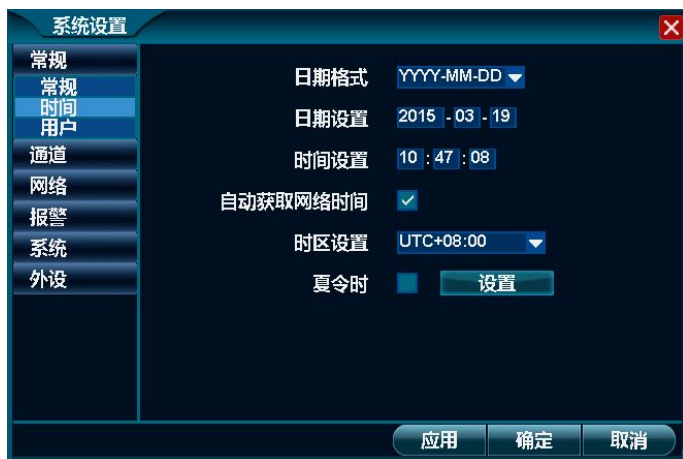 系统设置
常规
常规
时间
用户
通道
网络
报警
系统
外设
日期格式 YYYY-MM-DD
日期设置 2015 - 03 - 19
时间设置 10 : 47 : 08
自动获取网络时间
时区设置 UTC+08:00
夏令时 设置
应用 确定 取消